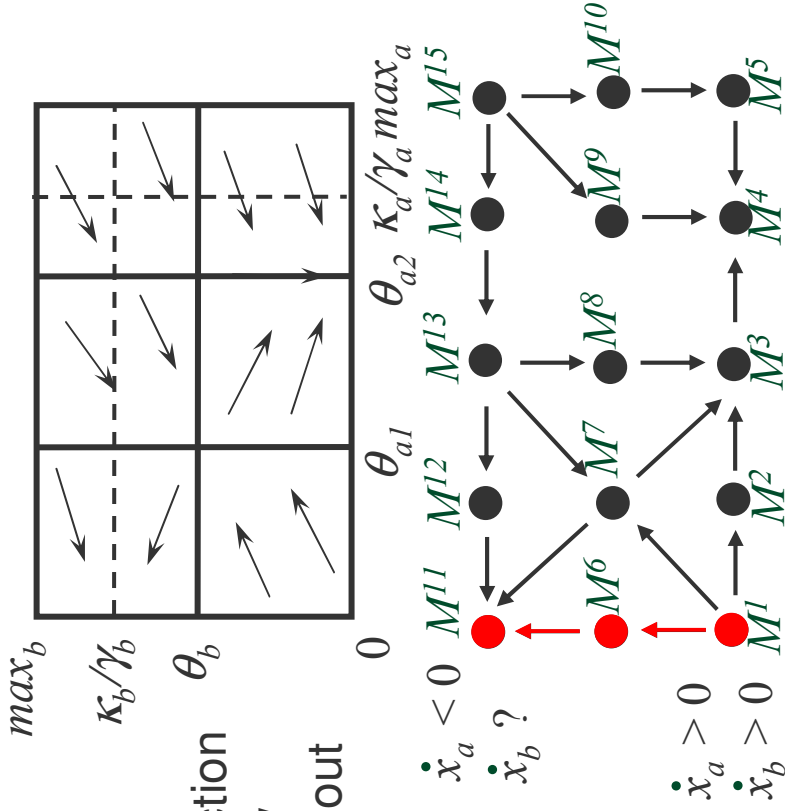 max_b
κ_b/γ_b
θ_b
ction
out
0 θ_a1 θ_a2 κ_a/γ_a max_a
ẋ_a < 0
ẋ_b ?
M^11 M^12 M^13 M^14 M^15
M^6 M^7 M^8 M^9 M^10
ẋ_a > 0
ẋ_b > 0
M^1 M^2 M^3 M^4 M^5